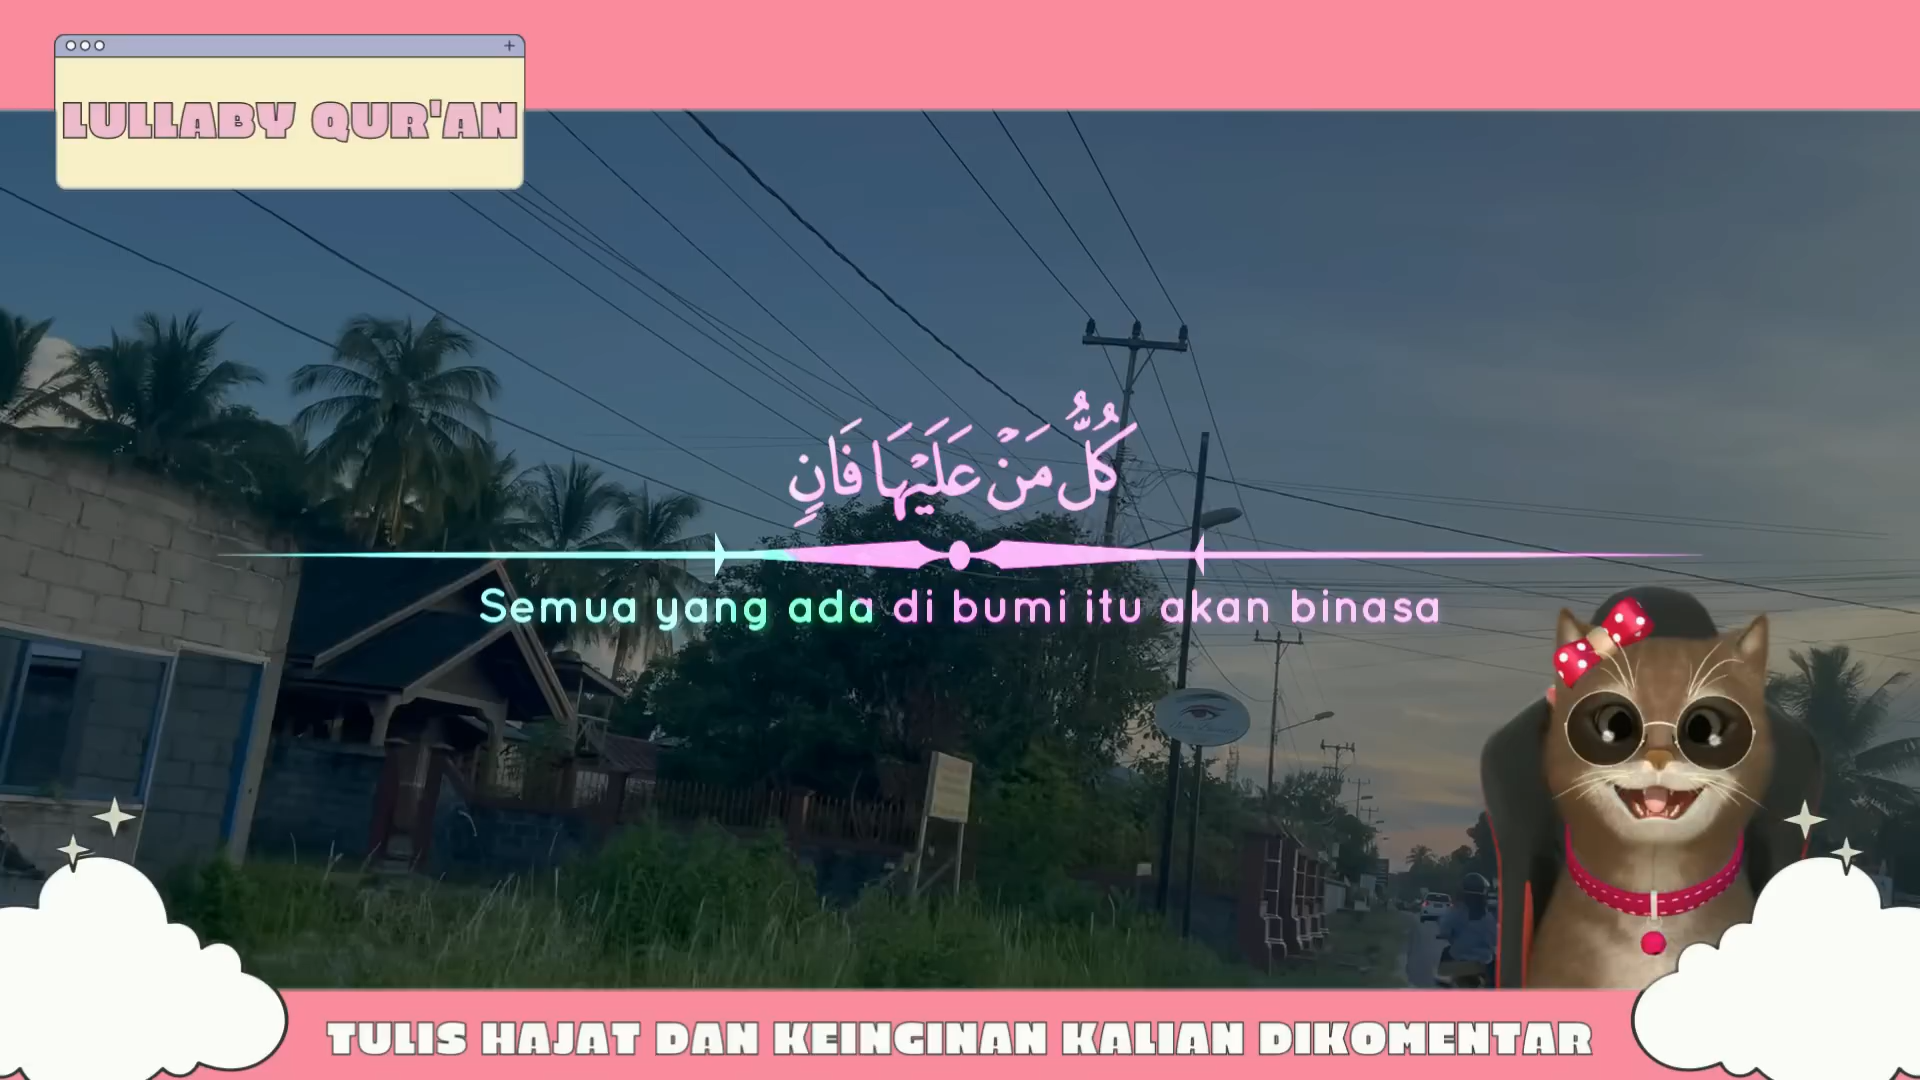 LULLABY QUR'AN
كُلُّ مَنْ عَلَيْهَا فَانٍ
Semua yang ada di bumi itu akan binasa
TULIS HAJAT DAN KEINGINAN KALIAN DIKOMENTAR